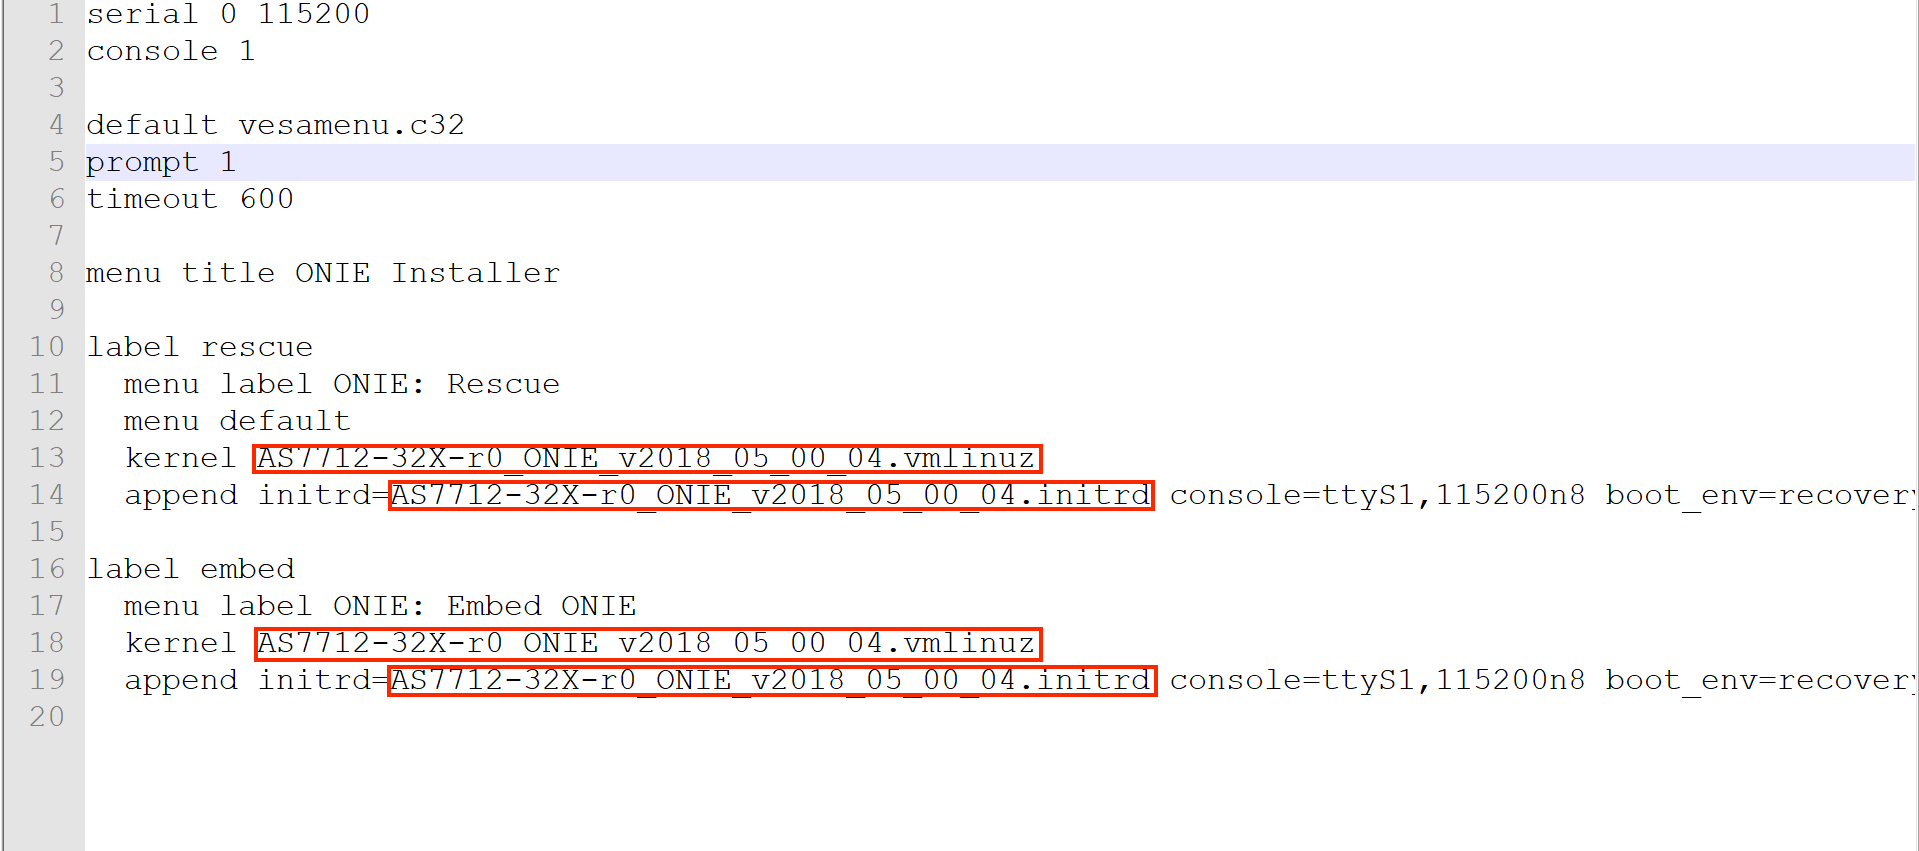 1 serial 0 115200
2 console 1
3
4 default vesamenu.c32
5 prompt 1
6 timeout 600
7
8 menu title ONIE Installer
9
10 label rescue
11 menu label ONIE: Rescue
12 menu default
13 kernel AS7712-32X-r0_ONIE_v2018_05_00_04.vmlinuz
14 append initrd=AS7712-32X-r0_ONIE_v2018_05_00_04.initrd console=ttyS1,115200n8 boot_env=recovery
15
16 label embed
17 menu label ONIE: Embed ONIE
18 kernel AS7712-32X-r0_ONIE_v2018_05_00_04.vmlinuz
19 append initrd=AS7712-32X-r0_ONIE_v2018_05_00_04.initrd console=ttyS1,115200n8 boot_env=recovery
20